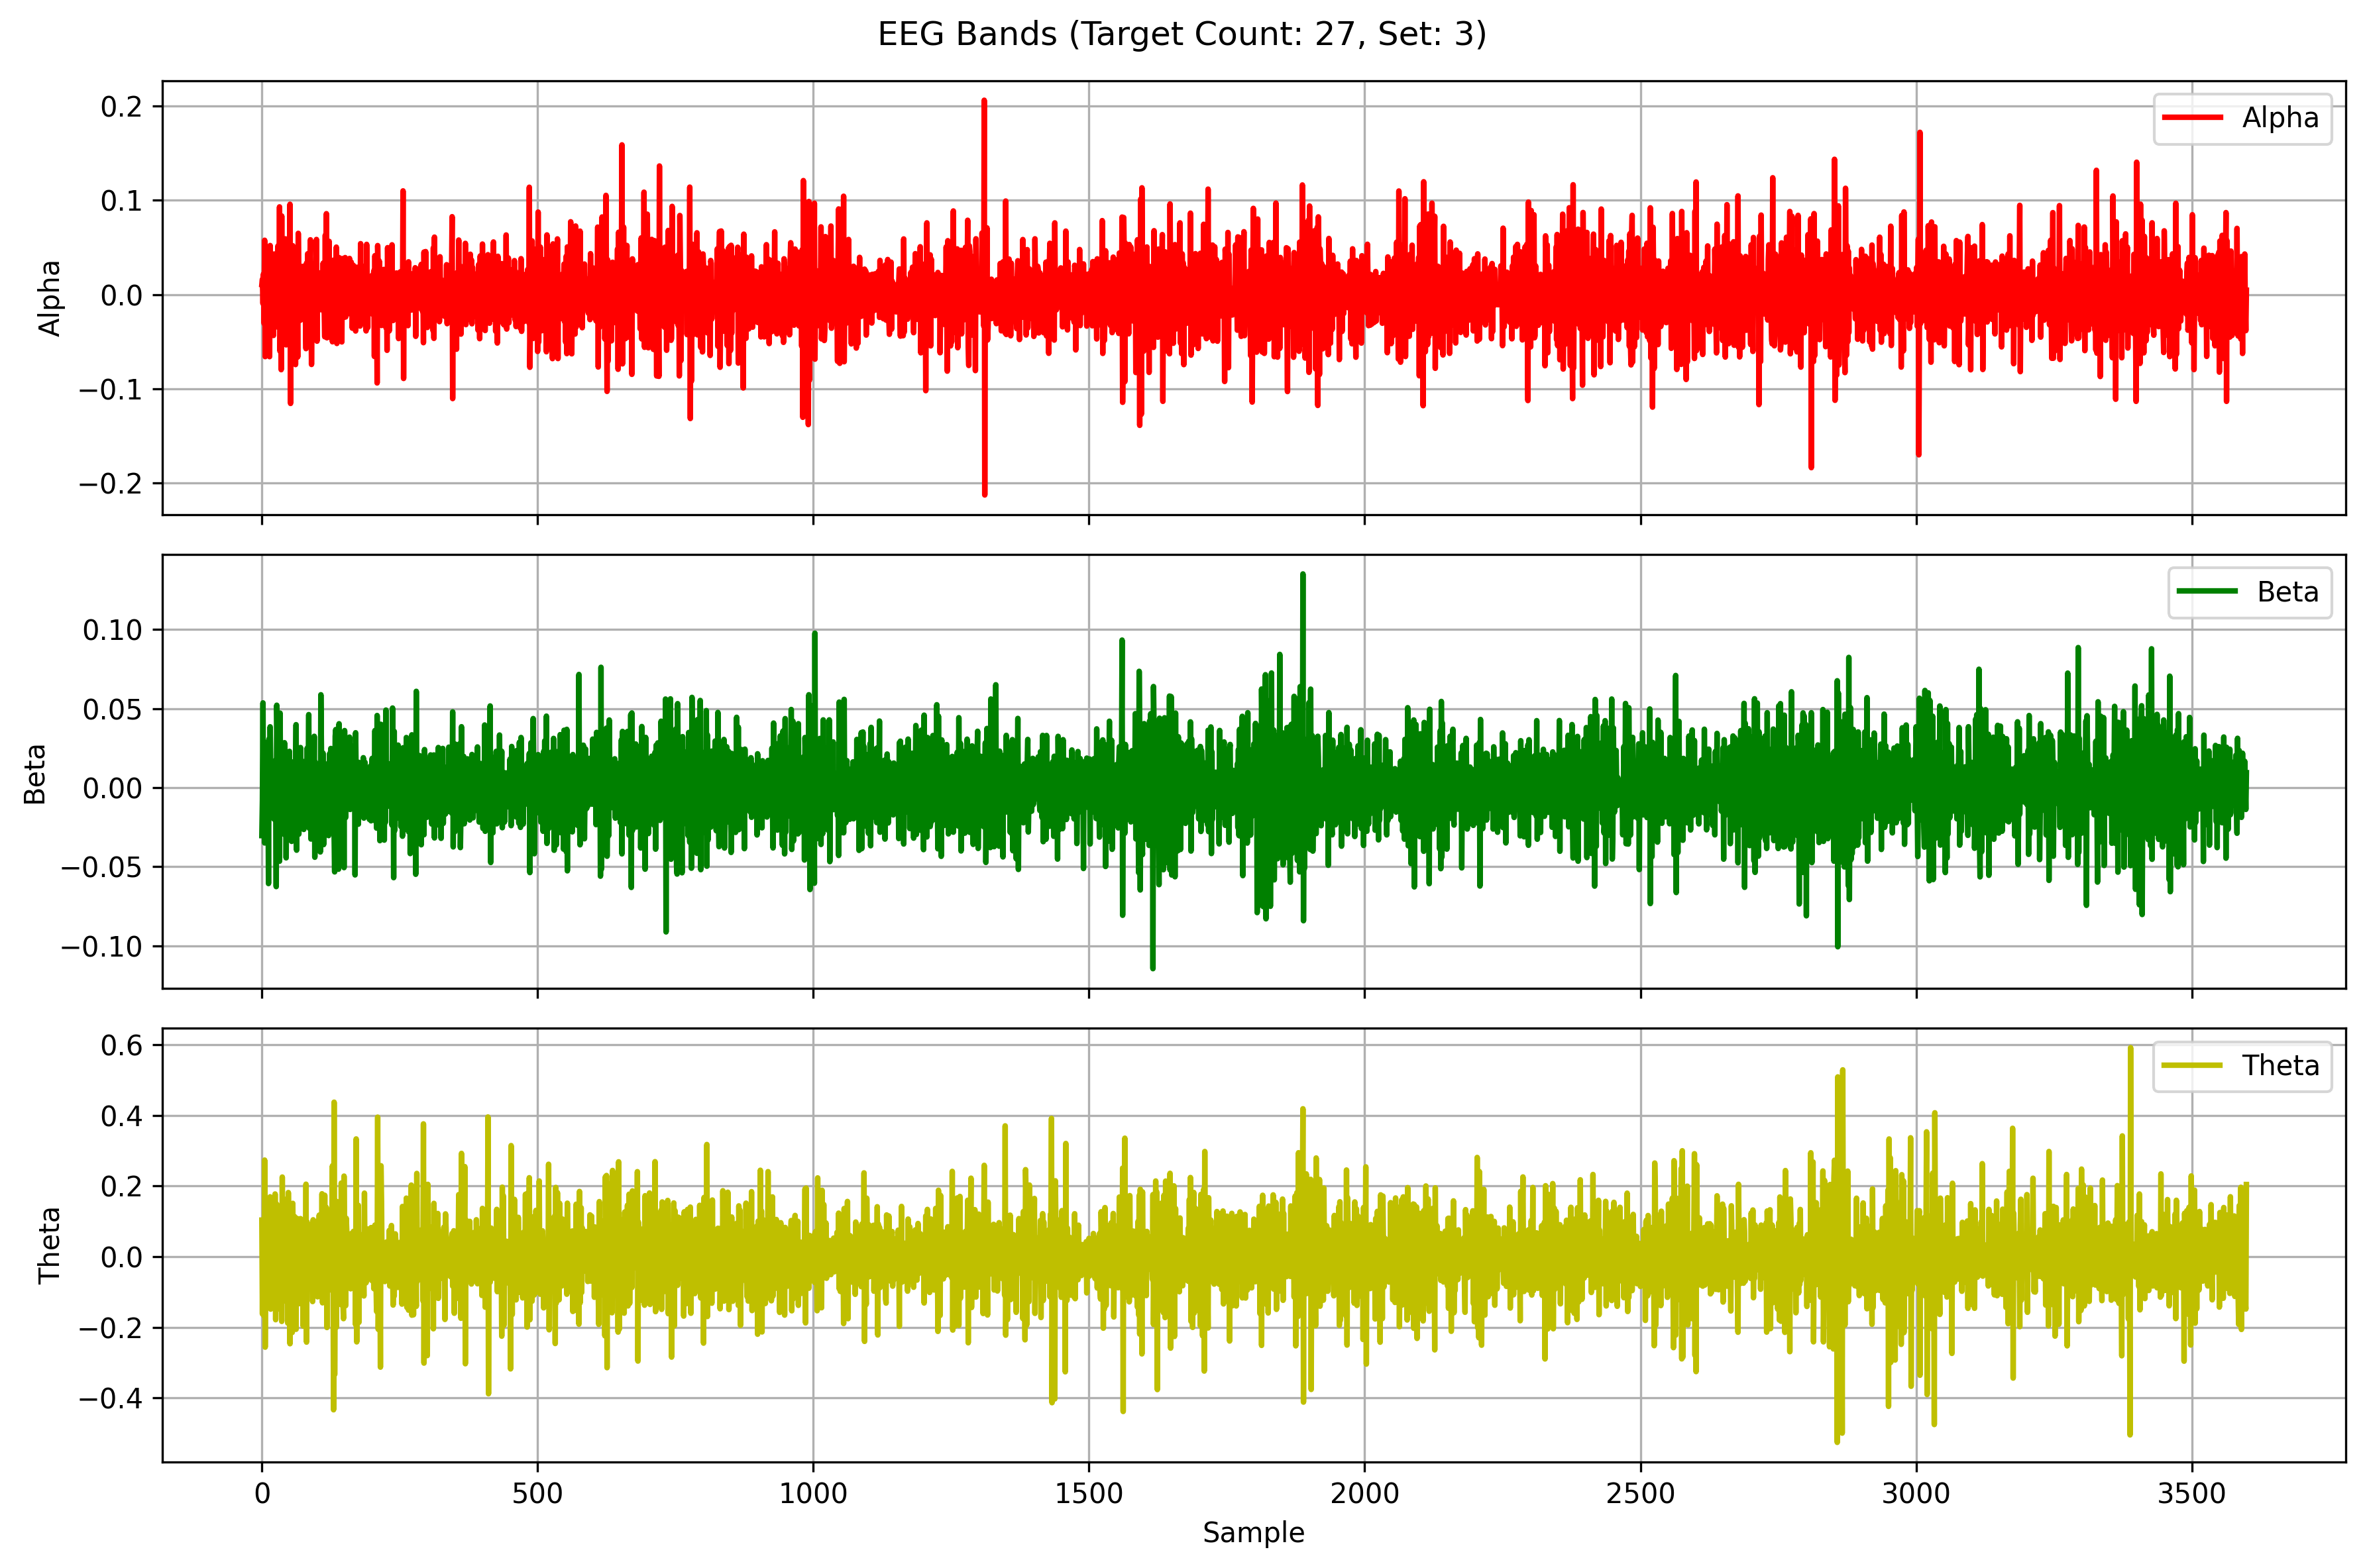 EEG Bands (Target Count: 27, Set: 3)
0.2
0.1
0.0
−0.1
−0.2
Alpha
Alpha
0.10
0.05
0.00
−0.05
−0.10
Beta
Beta
0.6
0.4
0.2
0.0
−0.2
−0.4
Theta
Theta
0 500 1000 1500 2000 2500 3000 3500
Sample